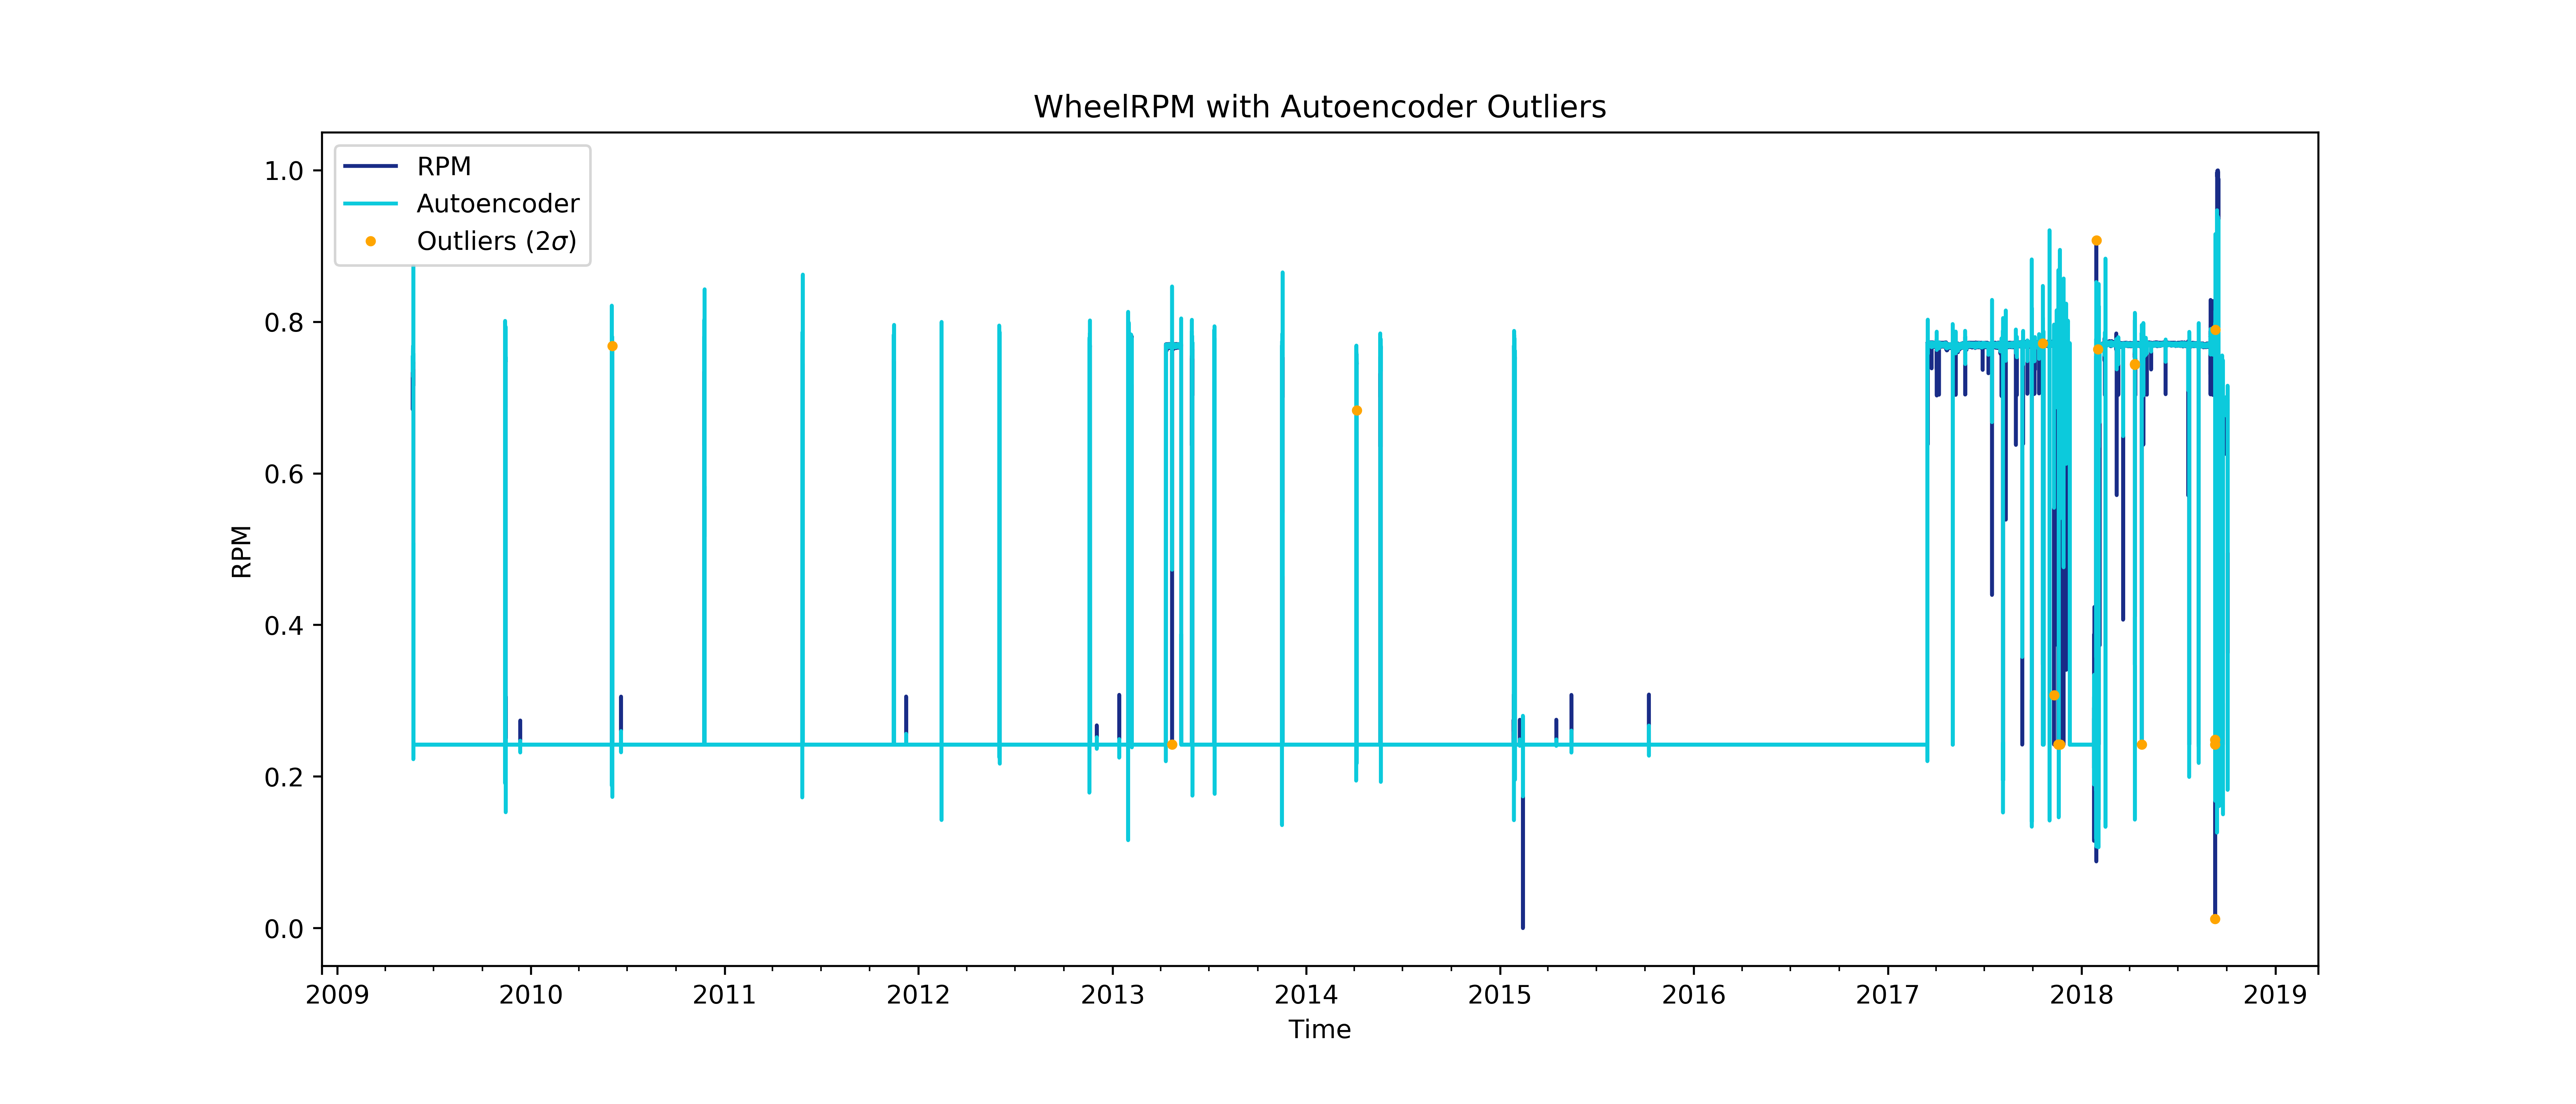 WheelRPM with Autoencoder Outliers
RPM
Autoencoder
Outliers (2σ)
1.0
0.8
0.6
0.4
0.2
0.0
RPM
2009 2010 2011 2012 2013 2014 2015 2016 2017 2018 2019
Time